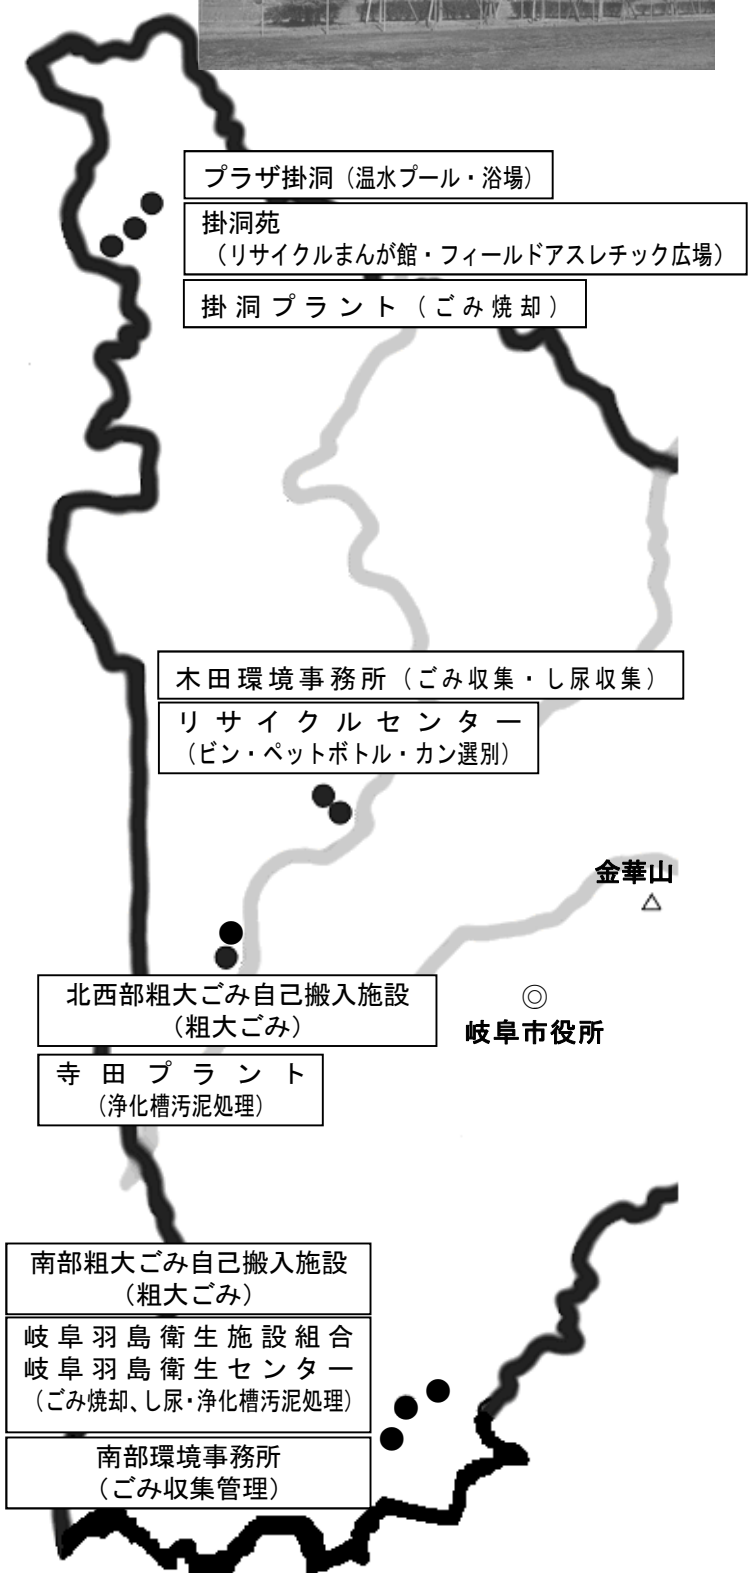 プラザ掛洞（温水プール・浴場）
掛洞苑
（リサイクルまんが館・フィールドアスレチック広場）
掛洞プラント（ごみ焼却）
木田環境事務所（ごみ収集・し尿収集）
リサイクルセンター
（ビン・ペットボトル・カン選別）
金華山
北西部粗大ごみ自己搬入施設
（粗大ごみ）
岐阜市役所
寺田プラント
（浄化槽汚泥処理）
南部粗大ごみ自己搬入施設
（粗大ごみ）
岐阜羽島衛生施設組合
岐阜羽島衛生センター
（ごみ焼却、し尿・浄化槽汚泥処理）
南部環境事務所
（ごみ収集管理）